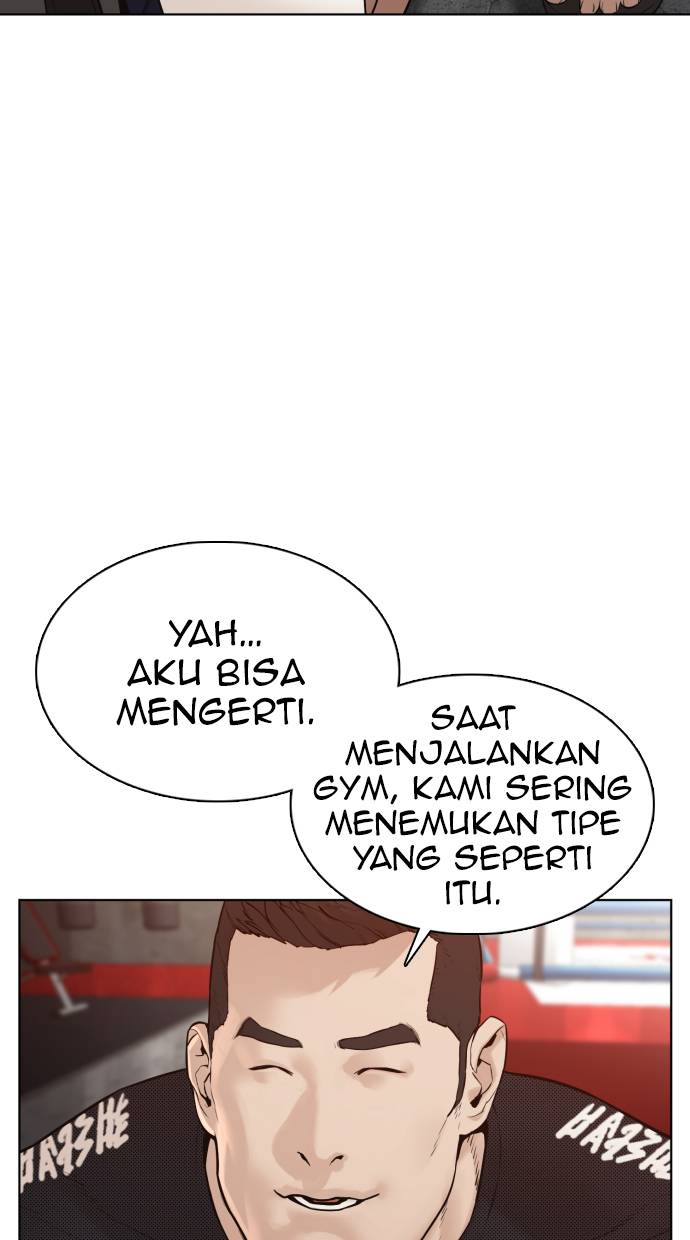 YAH...
AKU BISA
MENGERTI.
SAAT
MENJALANKAN
GYM, KAMI SERING
MENEMUKAN TIPE
YANG SEPERTI
ITU.